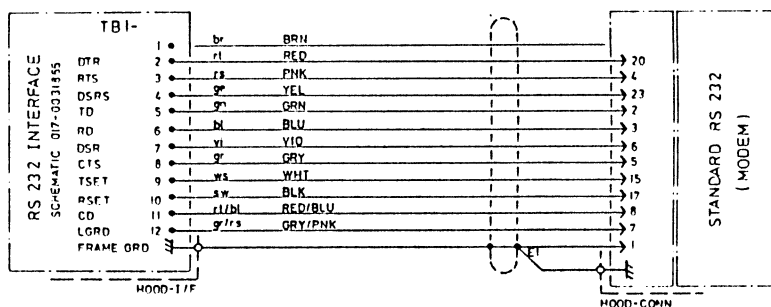 TB1-
RS 232 INTERFACE
SCHEMATIC 017-0031855
1 br BRN
DTR 2 rt RED 20
RTS 3 rs PNK 4
DSRS 4 ge YEL 23
TD 5 gn GRN 2
RD 6 bl BLU 3
DSR 7 vi VIO 6
CTS 8 gr GRY 5
TSET 9 ws WHT 15
RSET 10 sw BLK 17
CD 11 rt/bl RED/BLU 8
LGRD 12 gr/rs GRY/PNK 7
FRAME GRD 1
E1
HOOD-I/F
HOOD-CONN
STANDARD RS 232
(MODEM)